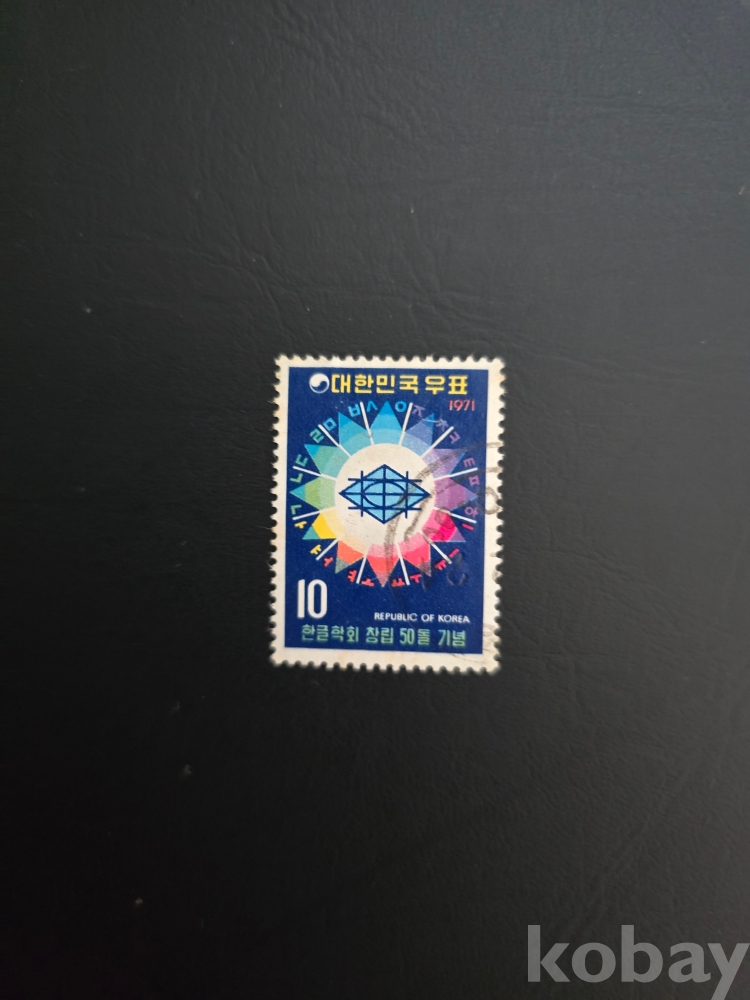 대한민국우표
1971
ㄱㄴㄷㄹㅁㅂㅅㅇㅈㅊㅋㅌㅍㅎ
10
REPUBLIC OF KOREA
한글학회 창립 50돌 기념
kobay